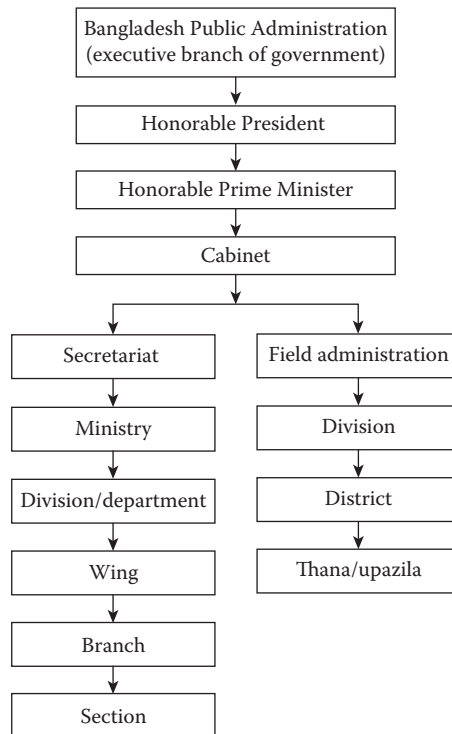 Bangladesh Public Administration
(executive branch of government)
Honorable President
Honorable Prime Minister
Cabinet
Secretariat
Ministry
Division/department
Wing
Branch
Section
Field administration
Division
District
Thana/upazila